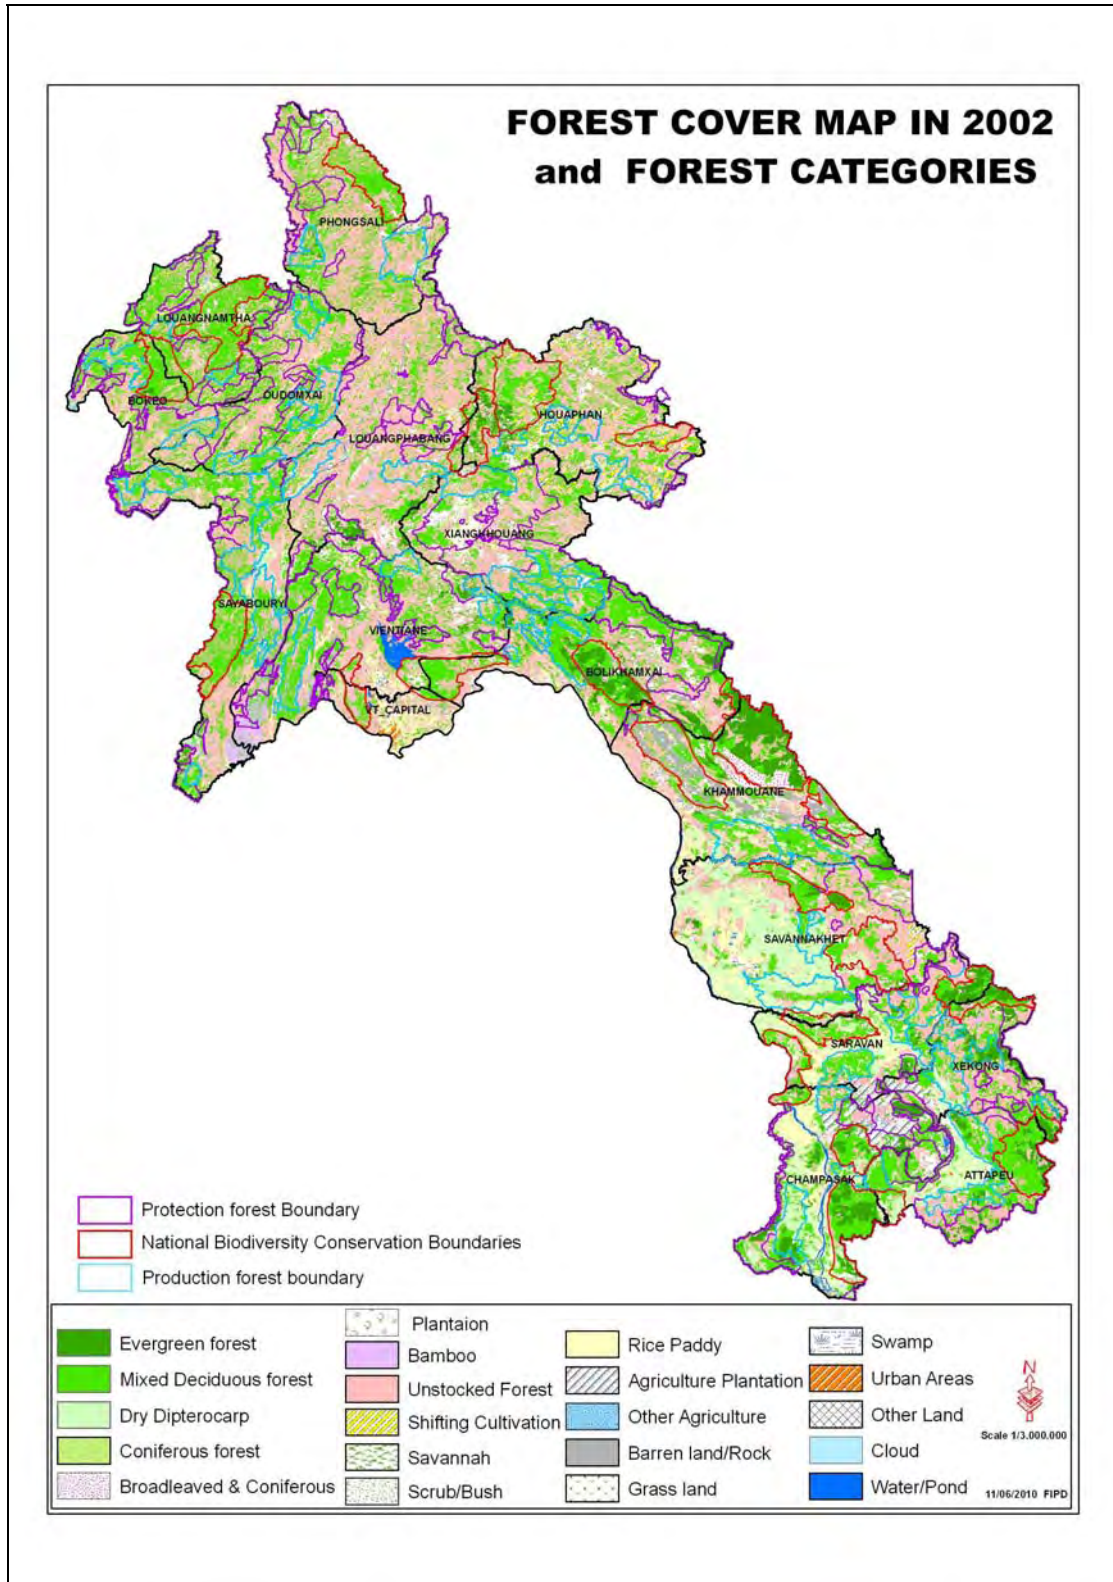 FOREST COVER MAP IN 2002
and FOREST CATEGORIES
PHONGSALI
LOUANGNAMTHA
BOKEO
OUDOMXAI
HOUAPHAN
LOUANGPHABANG
XIANGKHOUANG
SAYABOURY
VIENTIANE
BOLIKHAMXAI
VT_CAPITAL
KHAMMOUANE
SAVANNAKHET
SARAVAN
XEKONG
CHAMPASAK
ATTAPEU
Protection forest Boundary
National Biodiversity Conservation Boundaries
Production forest boundary
Evergreen forest
Mixed Deciduous forest
Dry Dipterocarp
Coniferous forest
Broadleaved & Coniferous
Plantaion
Bamboo
Unstocked Forest
Shifting Cultivation
Savannah
Scrub/Bush
Rice Paddy
Agriculture Plantation
Other Agriculture
Barren land/Rock
Grass land
Swamp
Urban Areas
Other Land
Cloud
Water/Pond
N
Scale 1/3.000.000
11/06/2010 FIPD